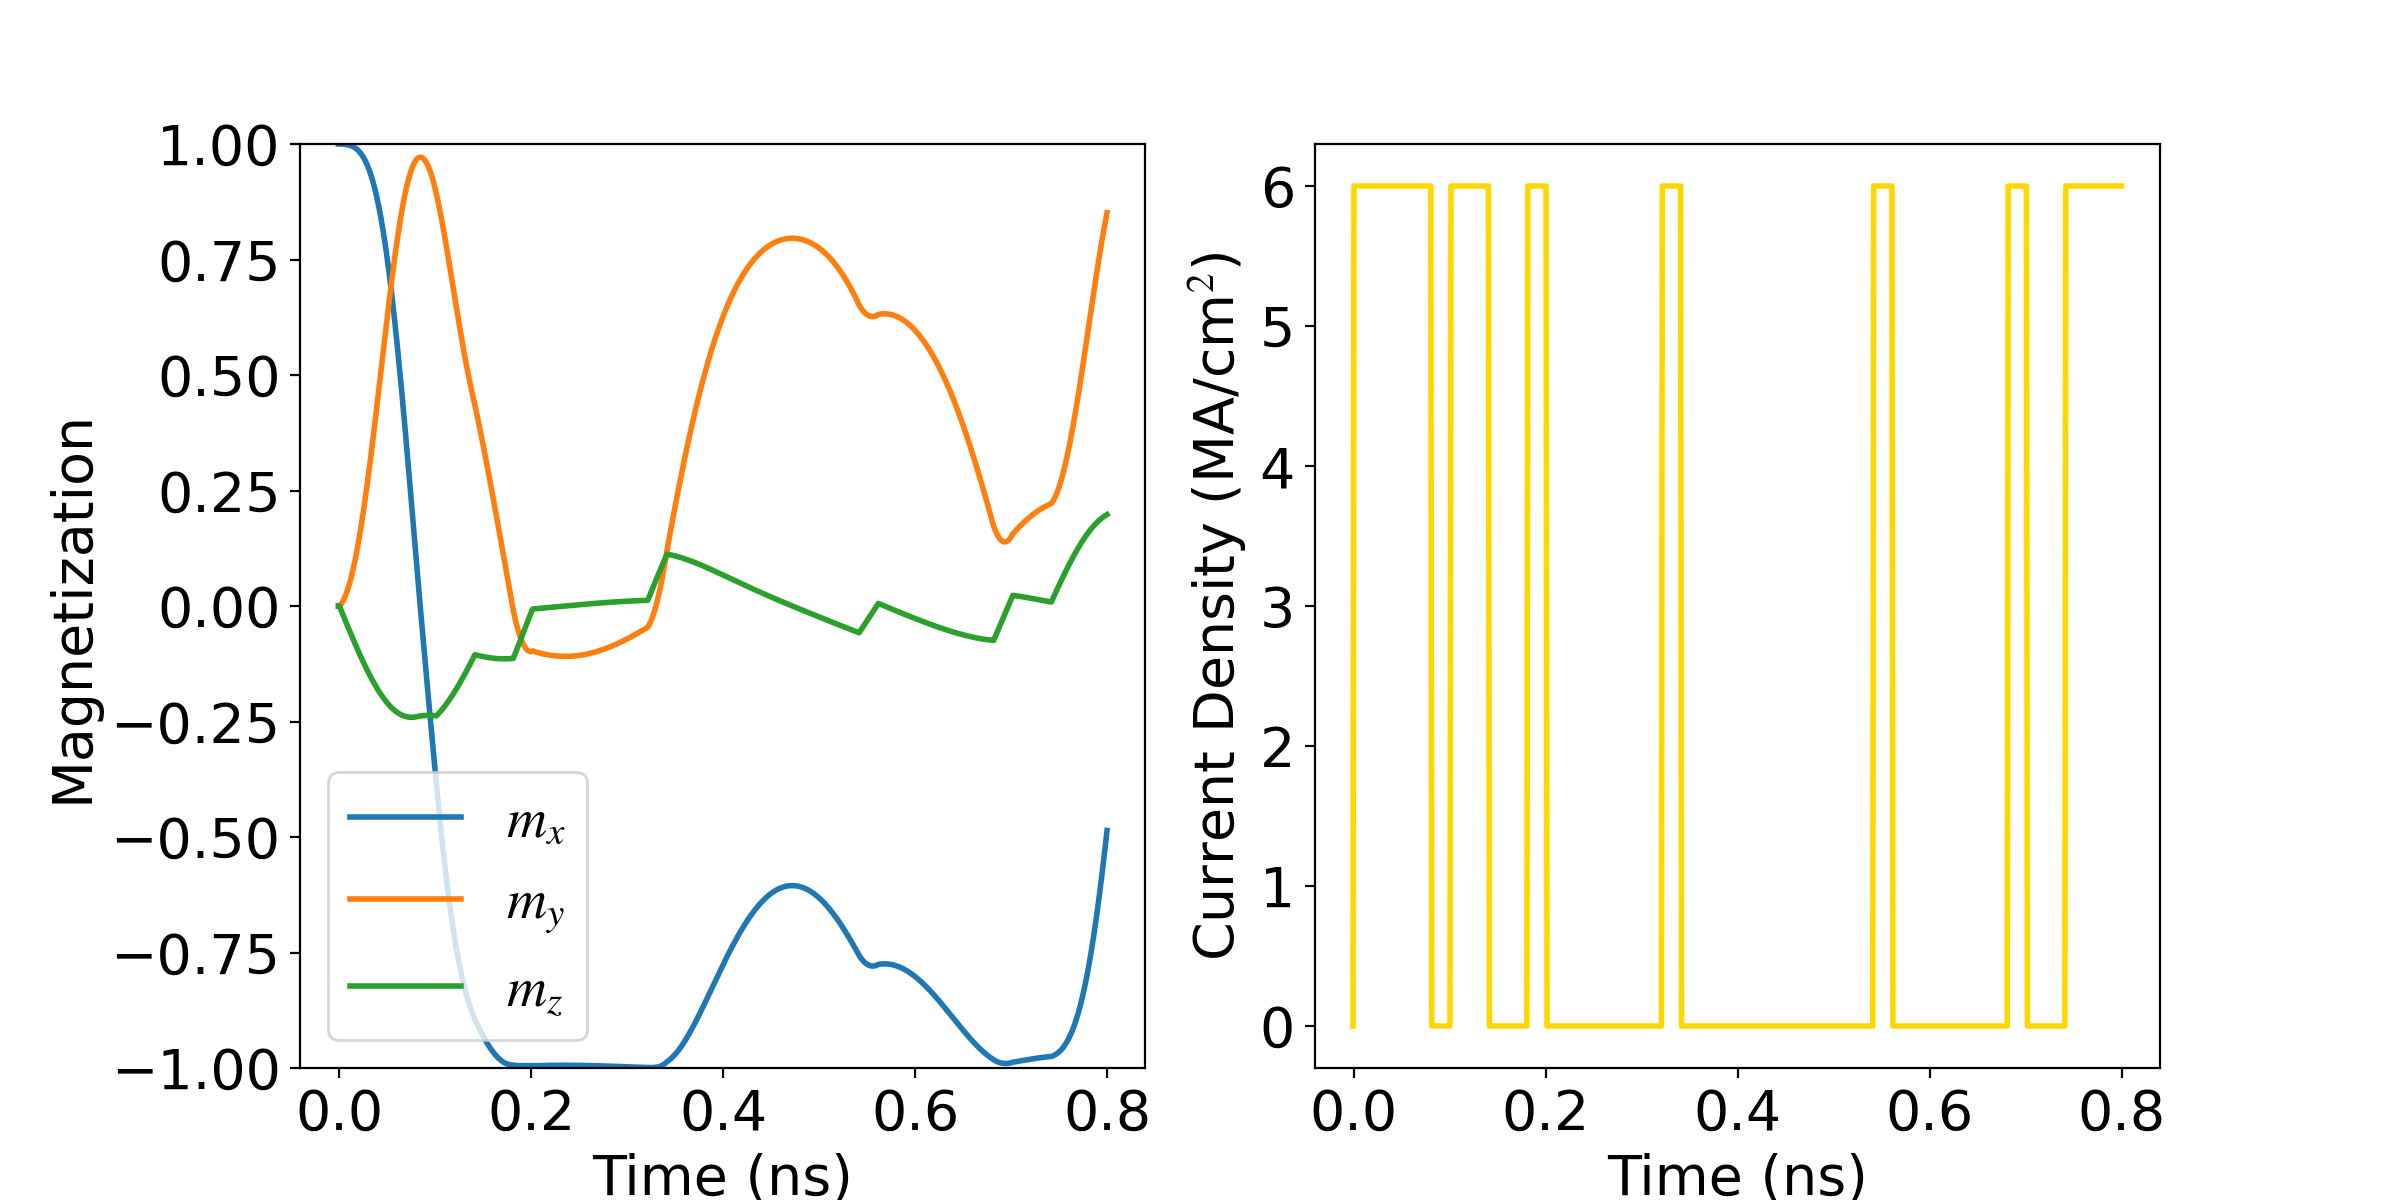 Magnetization
1.00
0.75
0.50
0.25
0.00
−0.25
−0.50
−0.75
−1.00
m_x
m_y
m_z
0.0 0.2 0.4 0.6 0.8
Time (ns)
Current Density (MA/cm²)
6
5
4
3
2
1
0
0.0 0.2 0.4 0.6 0.8
Time (ns)